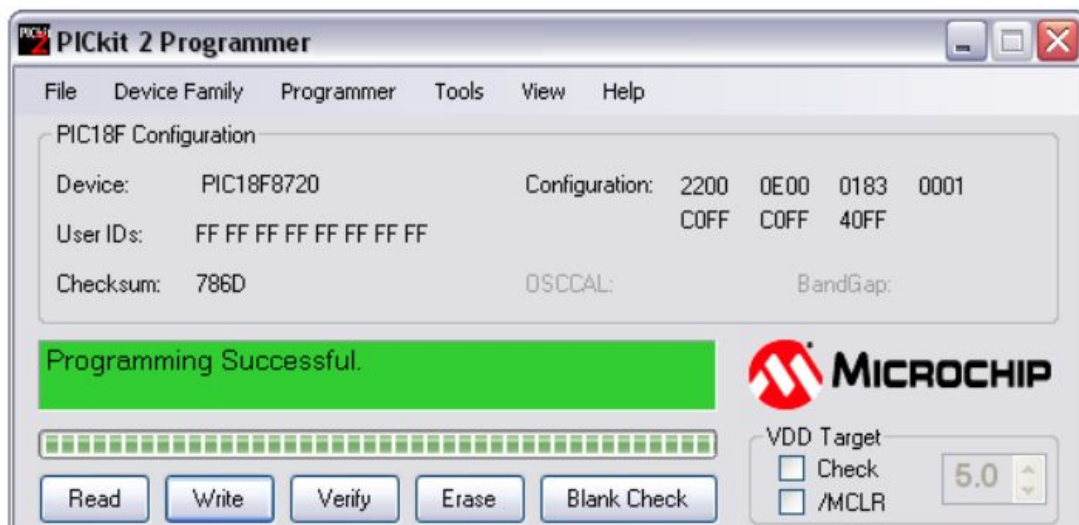 PICkit 2 Programmer
File Device Family Programmer Tools View Help
PIC18F Configuration
Device: PIC18F8720 Configuration: 2200 0E00 0183 0001
C0FF C0FF 40FF
User IDs: FF FF FF FF FF FF FF FF
Checksum: 786D OSCCAL: BandGap:
Programming Successful.
MICROCHIP
VDD Target
Check
5.0
/MCLR
Read Write Verify Erase Blank Check